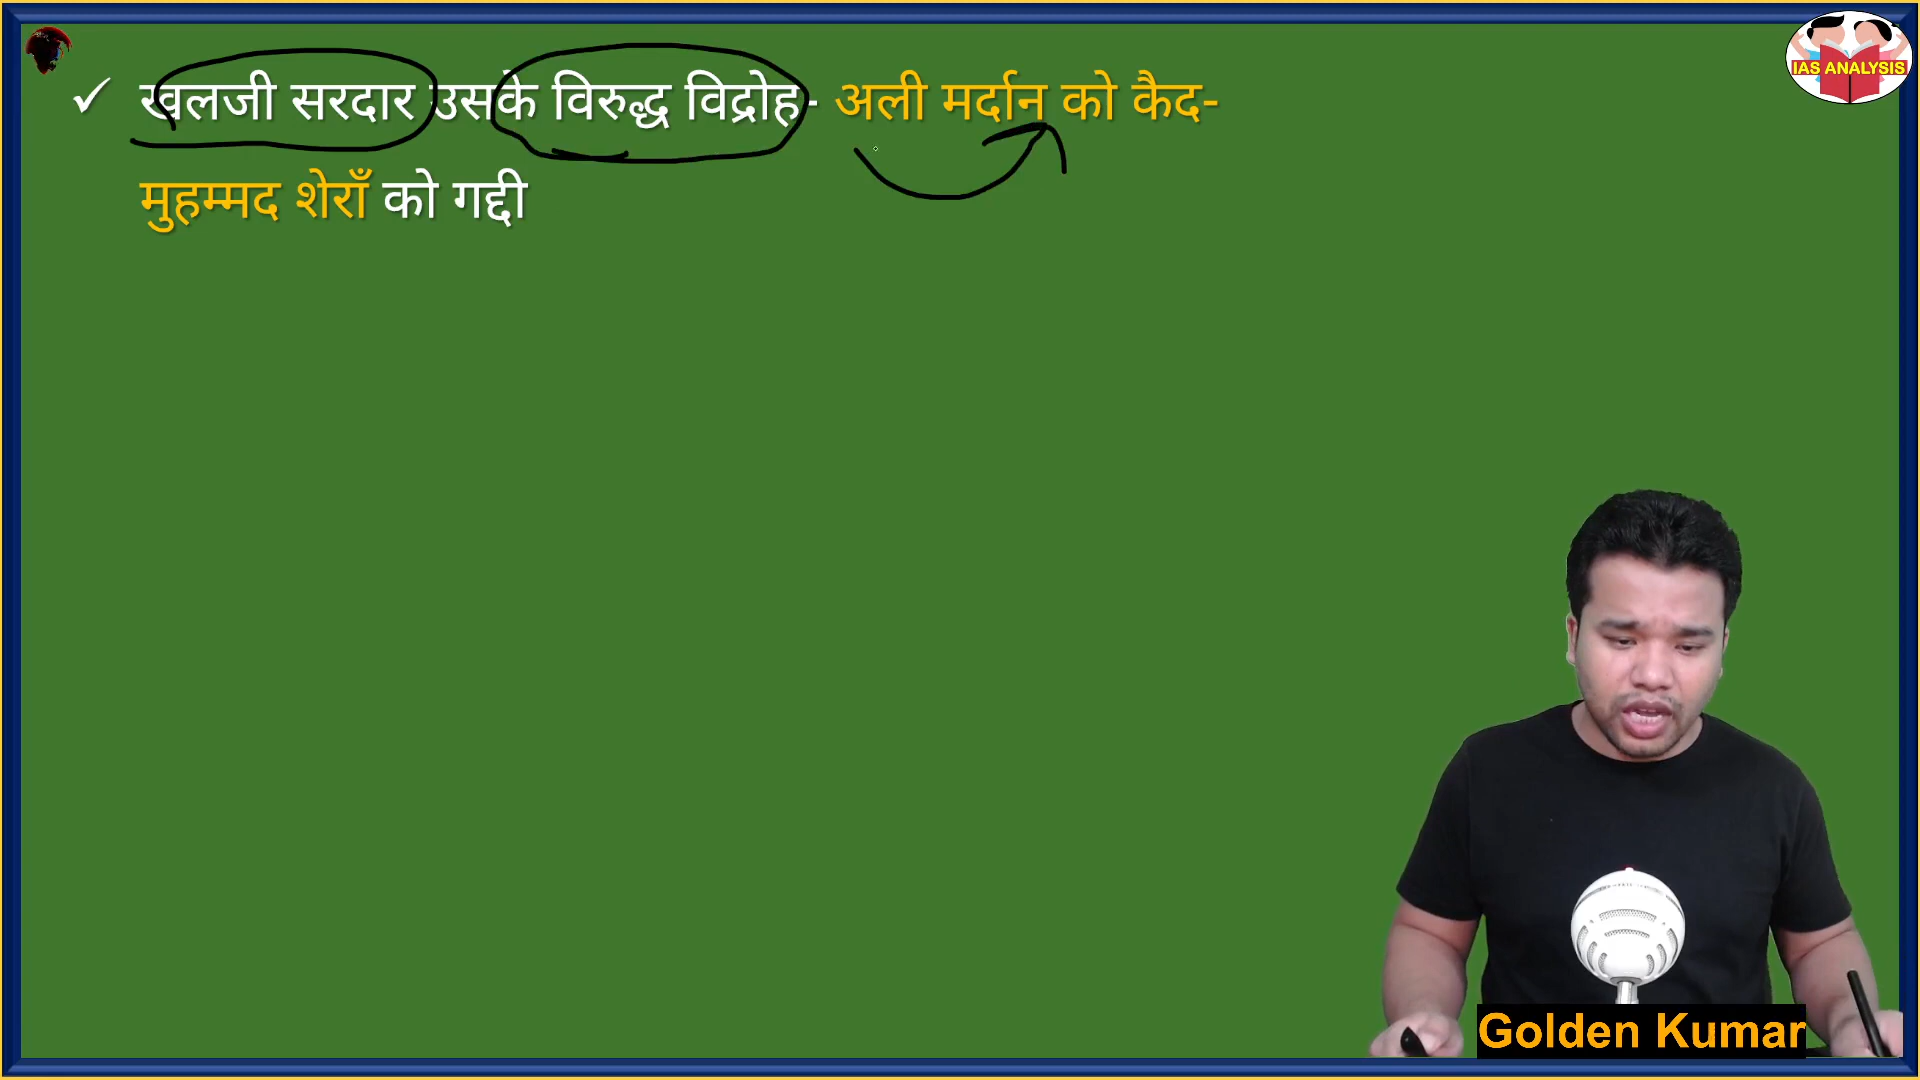 ✓ खलजी सरदार उसके विरुद्ध विद्रोह- अली मर्दान को कैद-
मुहम्मद शेराँ को गद्दी
IAS ANALYSIS
Golden Kumar